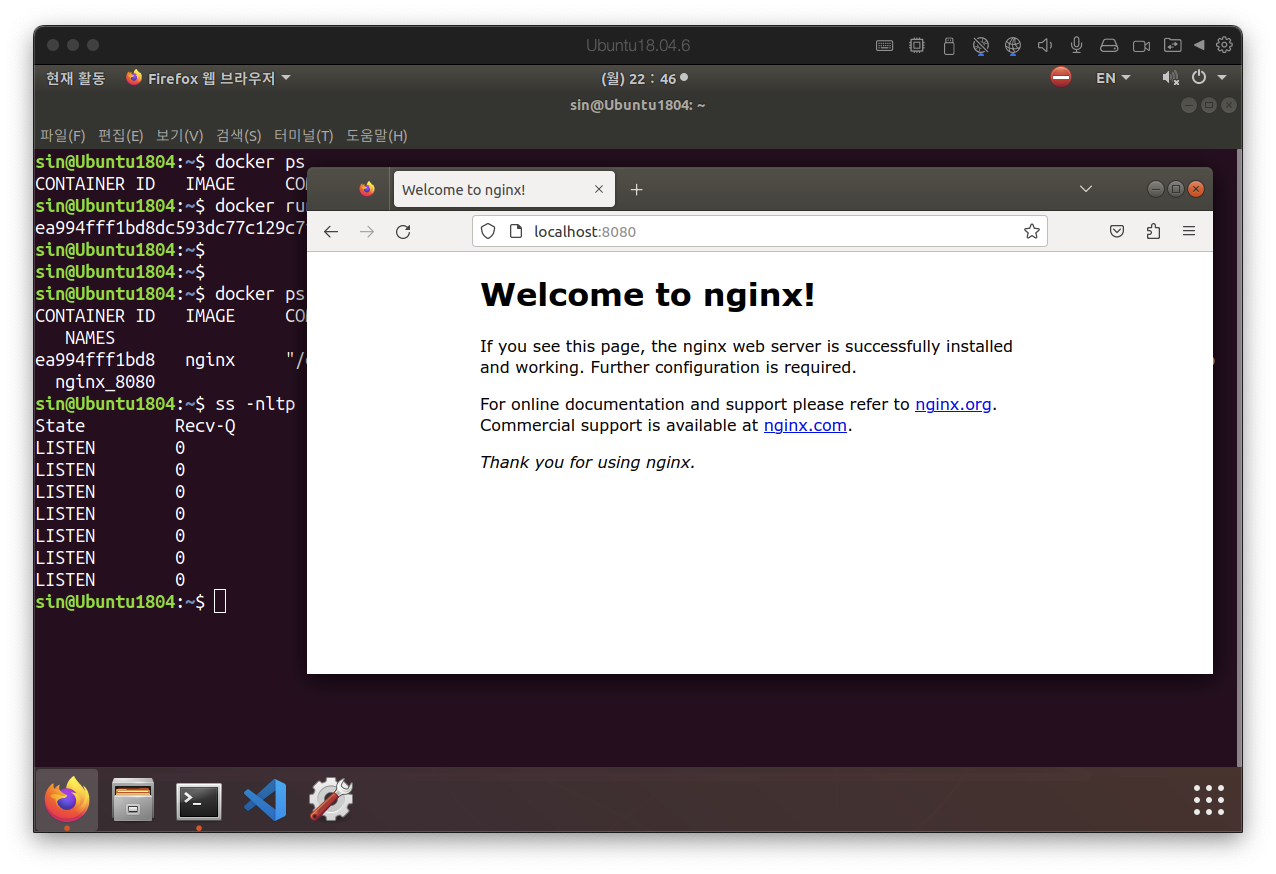 Ubuntu18.04.6
현재 활동 Firefox 웹 브라우저 (월) 22 : 46 EN
sin@Ubuntu1804: ~
파일(F) 편집(E) 보기(V) 검색(S) 터미널(T) 도움말(H)
sin@Ubuntu1804:~$ docker ps
CONTAINER ID IMAGE
sin@Ubuntu1804:~$ docker
ea994fff1bd8dc593dc77c129c7
sin@Ubuntu1804:~$
sin@Ubuntu1804:~$
sin@Ubuntu1804:~$ docker ps
CONTAINER ID IMAGE
NAMES
ea994fff1bd8 nginx "/
nginx_8080
sin@Ubuntu1804:~$ ss -nltp
State Recv-Q
LISTEN 0
LISTEN 0
LISTEN 0
LISTEN 0
LISTEN 0
LISTEN 0
LISTEN 0
sin@Ubuntu1804:~$
Welcome to nginx!
localhost:8080
Welcome to nginx!
If you see this page, the nginx web server is successfully installed
and working. Further configuration is required.
For online documentation and support please refer to nginx.org.
Commercial support is available at nginx.com.
Thank you for using nginx.